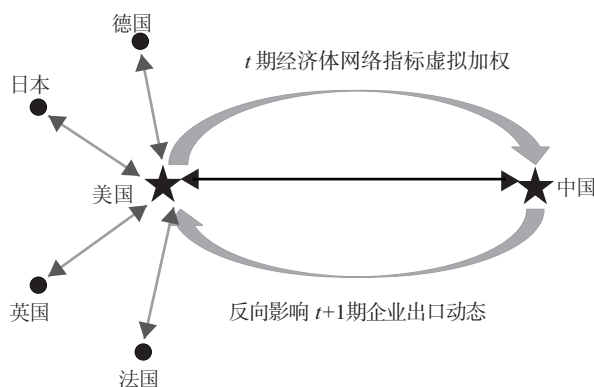 德国
t 期经济体网络指标虚拟加权
日本
美国
中国
英国
反向影响 t+1期企业出口动态
法国